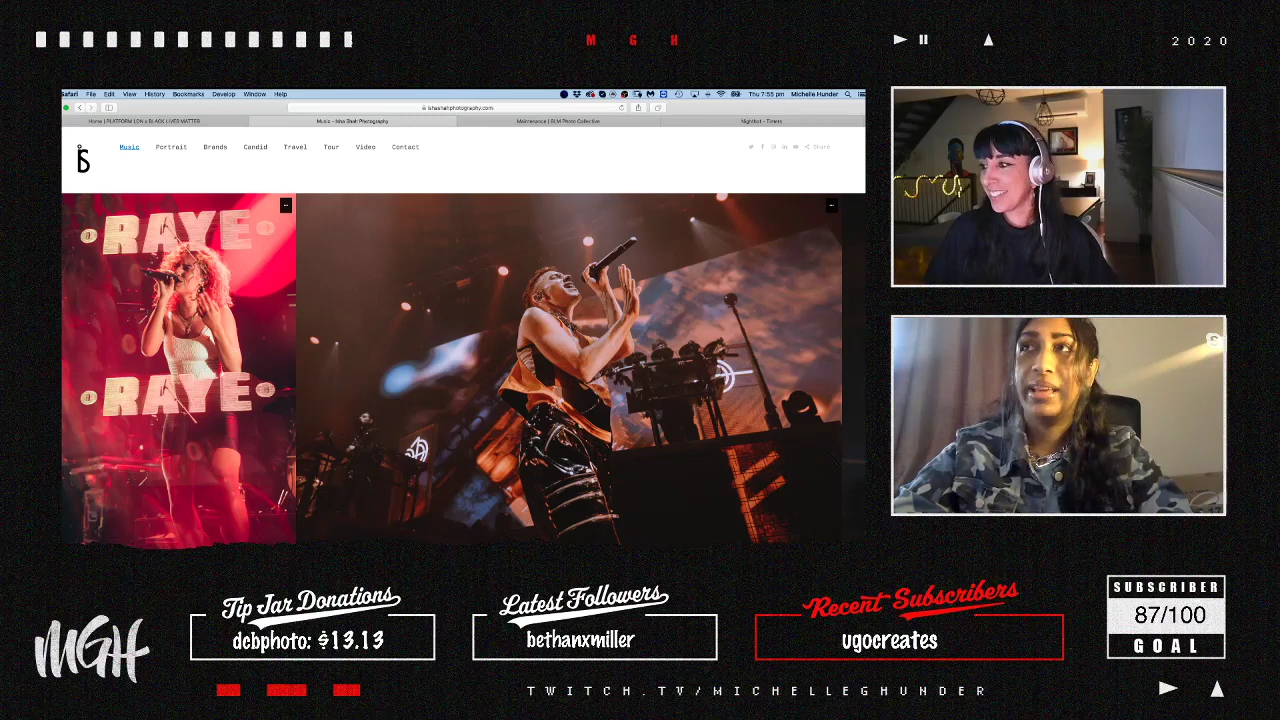 M G H
2020
Safari File Edit View History Bookmarks Develop Window Help
Thu 7:55 pm Michelle Hunder
ishashahphotography.com
Home | PLATFORM LDN x BLACK LIVES MATTER
Music – Isha Shah Photography
Maintenance | BLM Photo Collective
Nightbot - Timers
iS
Music Portrait Brands Candid Travel Tour Video Contact
Share
RAYE
RAYE
Tip Jar Donations
dcbphoto: $13.13
Latest Followers
bethanxmiller
Recent Subscribers
ugocreates
SUBSCRIBER
87/100
GOAL
MGH
TWITCH.TV/MICHELLEGHUNDER